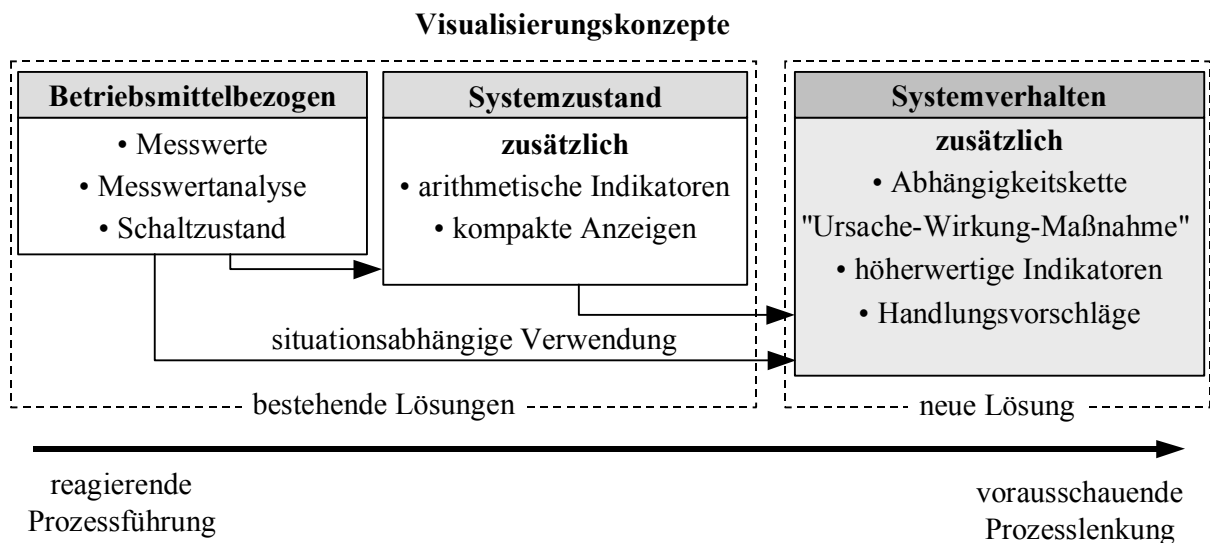 Visualisierungskonzepte
Betriebsmittelbezogen
• Messwerte
• Messwertanalyse
• Schaltzustand
Systemzustand
zusätzlich
• arithmetische Indikatoren
• kompakte Anzeigen
Systemverhalten
zusätzlich
• Abhängigkeitskette
"Ursache-Wirkung-Maßnahme"
• höherwertige Indikatoren
• Handlungsvorschläge
situationsabhängige Verwendung
bestehende Lösungen
neue Lösung
reagierende
Prozessführung
vorausschauende
Prozesslenkung